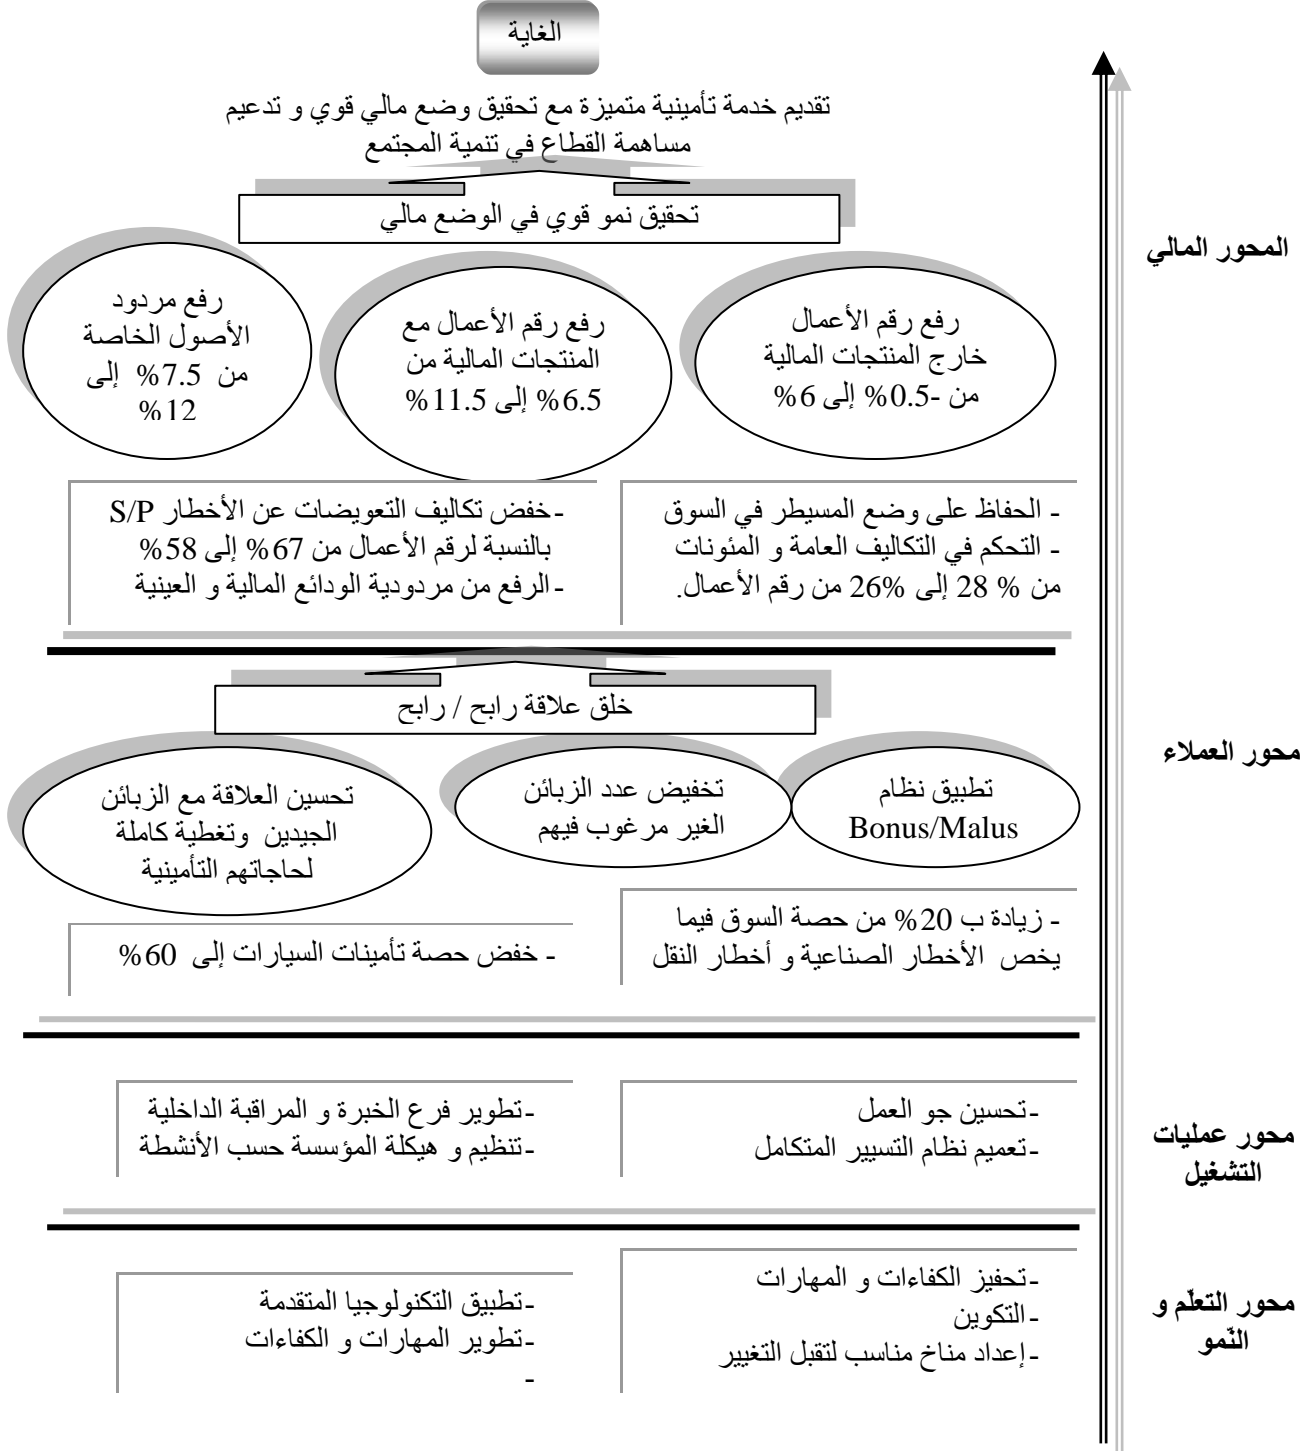 الغاية
تقديم خدمة تأمينية متميزة مع تحقيق وضع مالي قوي و تدعيم
مساهمة القطاع في تنمية المجتمع
تحقيق نمو قوي في الوضع مالي
المحور المالي
رفع رقم الأعمال
خارج المنتجات المالية
من -0.5% إلى 6%
رفع رقم الأعمال مع
المنتجات المالية من
6.5% إلى 11.5%
رفع مردود
الأصول الخاصة
من 7.5% إلى
12%
- الحفاظ على وضع المسيطر في السوق
- التحكم في التكاليف العامة و المئونات
من % 28 إلى 26% من رقم الأعمال.
-خفض تكاليف التعويضات عن الأخطار S/P
بالنسبة لرقم الأعمال من 67% إلى 58%
-الرفع من مردودية الودائع المالية و العينية
خلق علاقة رابح / رابح
محور العملاء
تطبيق نظام
Bonus/Malus
تخفيض عدد الزبائن
الغير مرغوب فيهم
تحسين العلاقة مع الزبائن
الجيدين وتغطية كاملة
لحاجاتهم التأمينية
- زيادة ب 20% من حصة السوق فيما
يخص الأخطار الصناعية و أخطار النقل
- خفض حصة تأمينات السيارات إلى 60%
محور عمليات
التشغيل
-تحسين جو العمل
-تعميم نظام التسيير المتكامل
-تطوير فرع الخبرة و المراقبة الداخلية
-تنظيم و هيكلة المؤسسة حسب الأنشطة
محور التعلّم و
النّمو
-تحفيز الكفاءات و المهارات
-التكوين
-إعداد مناخ مناسب لتقبل التغيير
-تطبيق التكنولوجيا المتقدمة
-تطوير المهارات و الكفاءات
-